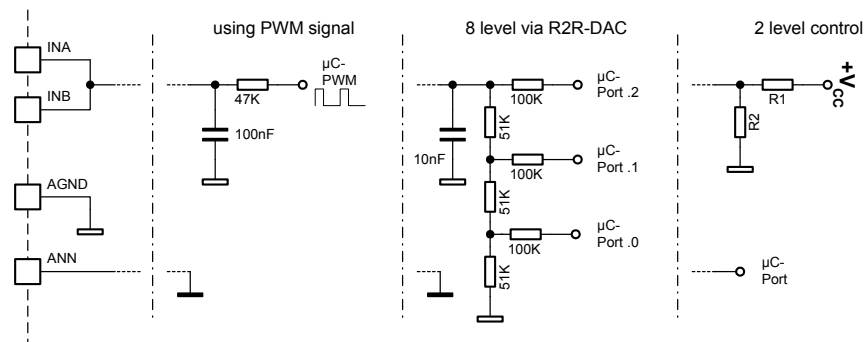 using PWM signal
8 level via R2R-DAC
2 level control
INA
INB
AGND
ANN
µC-
PWM
47K
100nF
µC-
Port .2
100K
51K
10nF
µC-
Port .1
100K
51K
µC-
Port .0
100K
51K
+VCC
R1
R2
µC-
Port